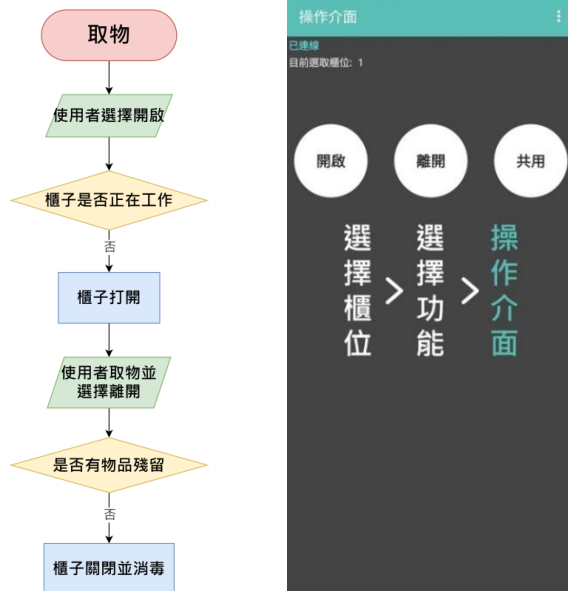 取物
使用者選擇開啟
櫃子是否正在工作
否
櫃子打開
使用者取物並
選擇離開
是否有物品殘留
否
櫃子關閉並消毒
操作介面
已連線
目前選取櫃位: 1
開啟
離開
共用
選擇櫃位
>
選擇功能
>
操作介面